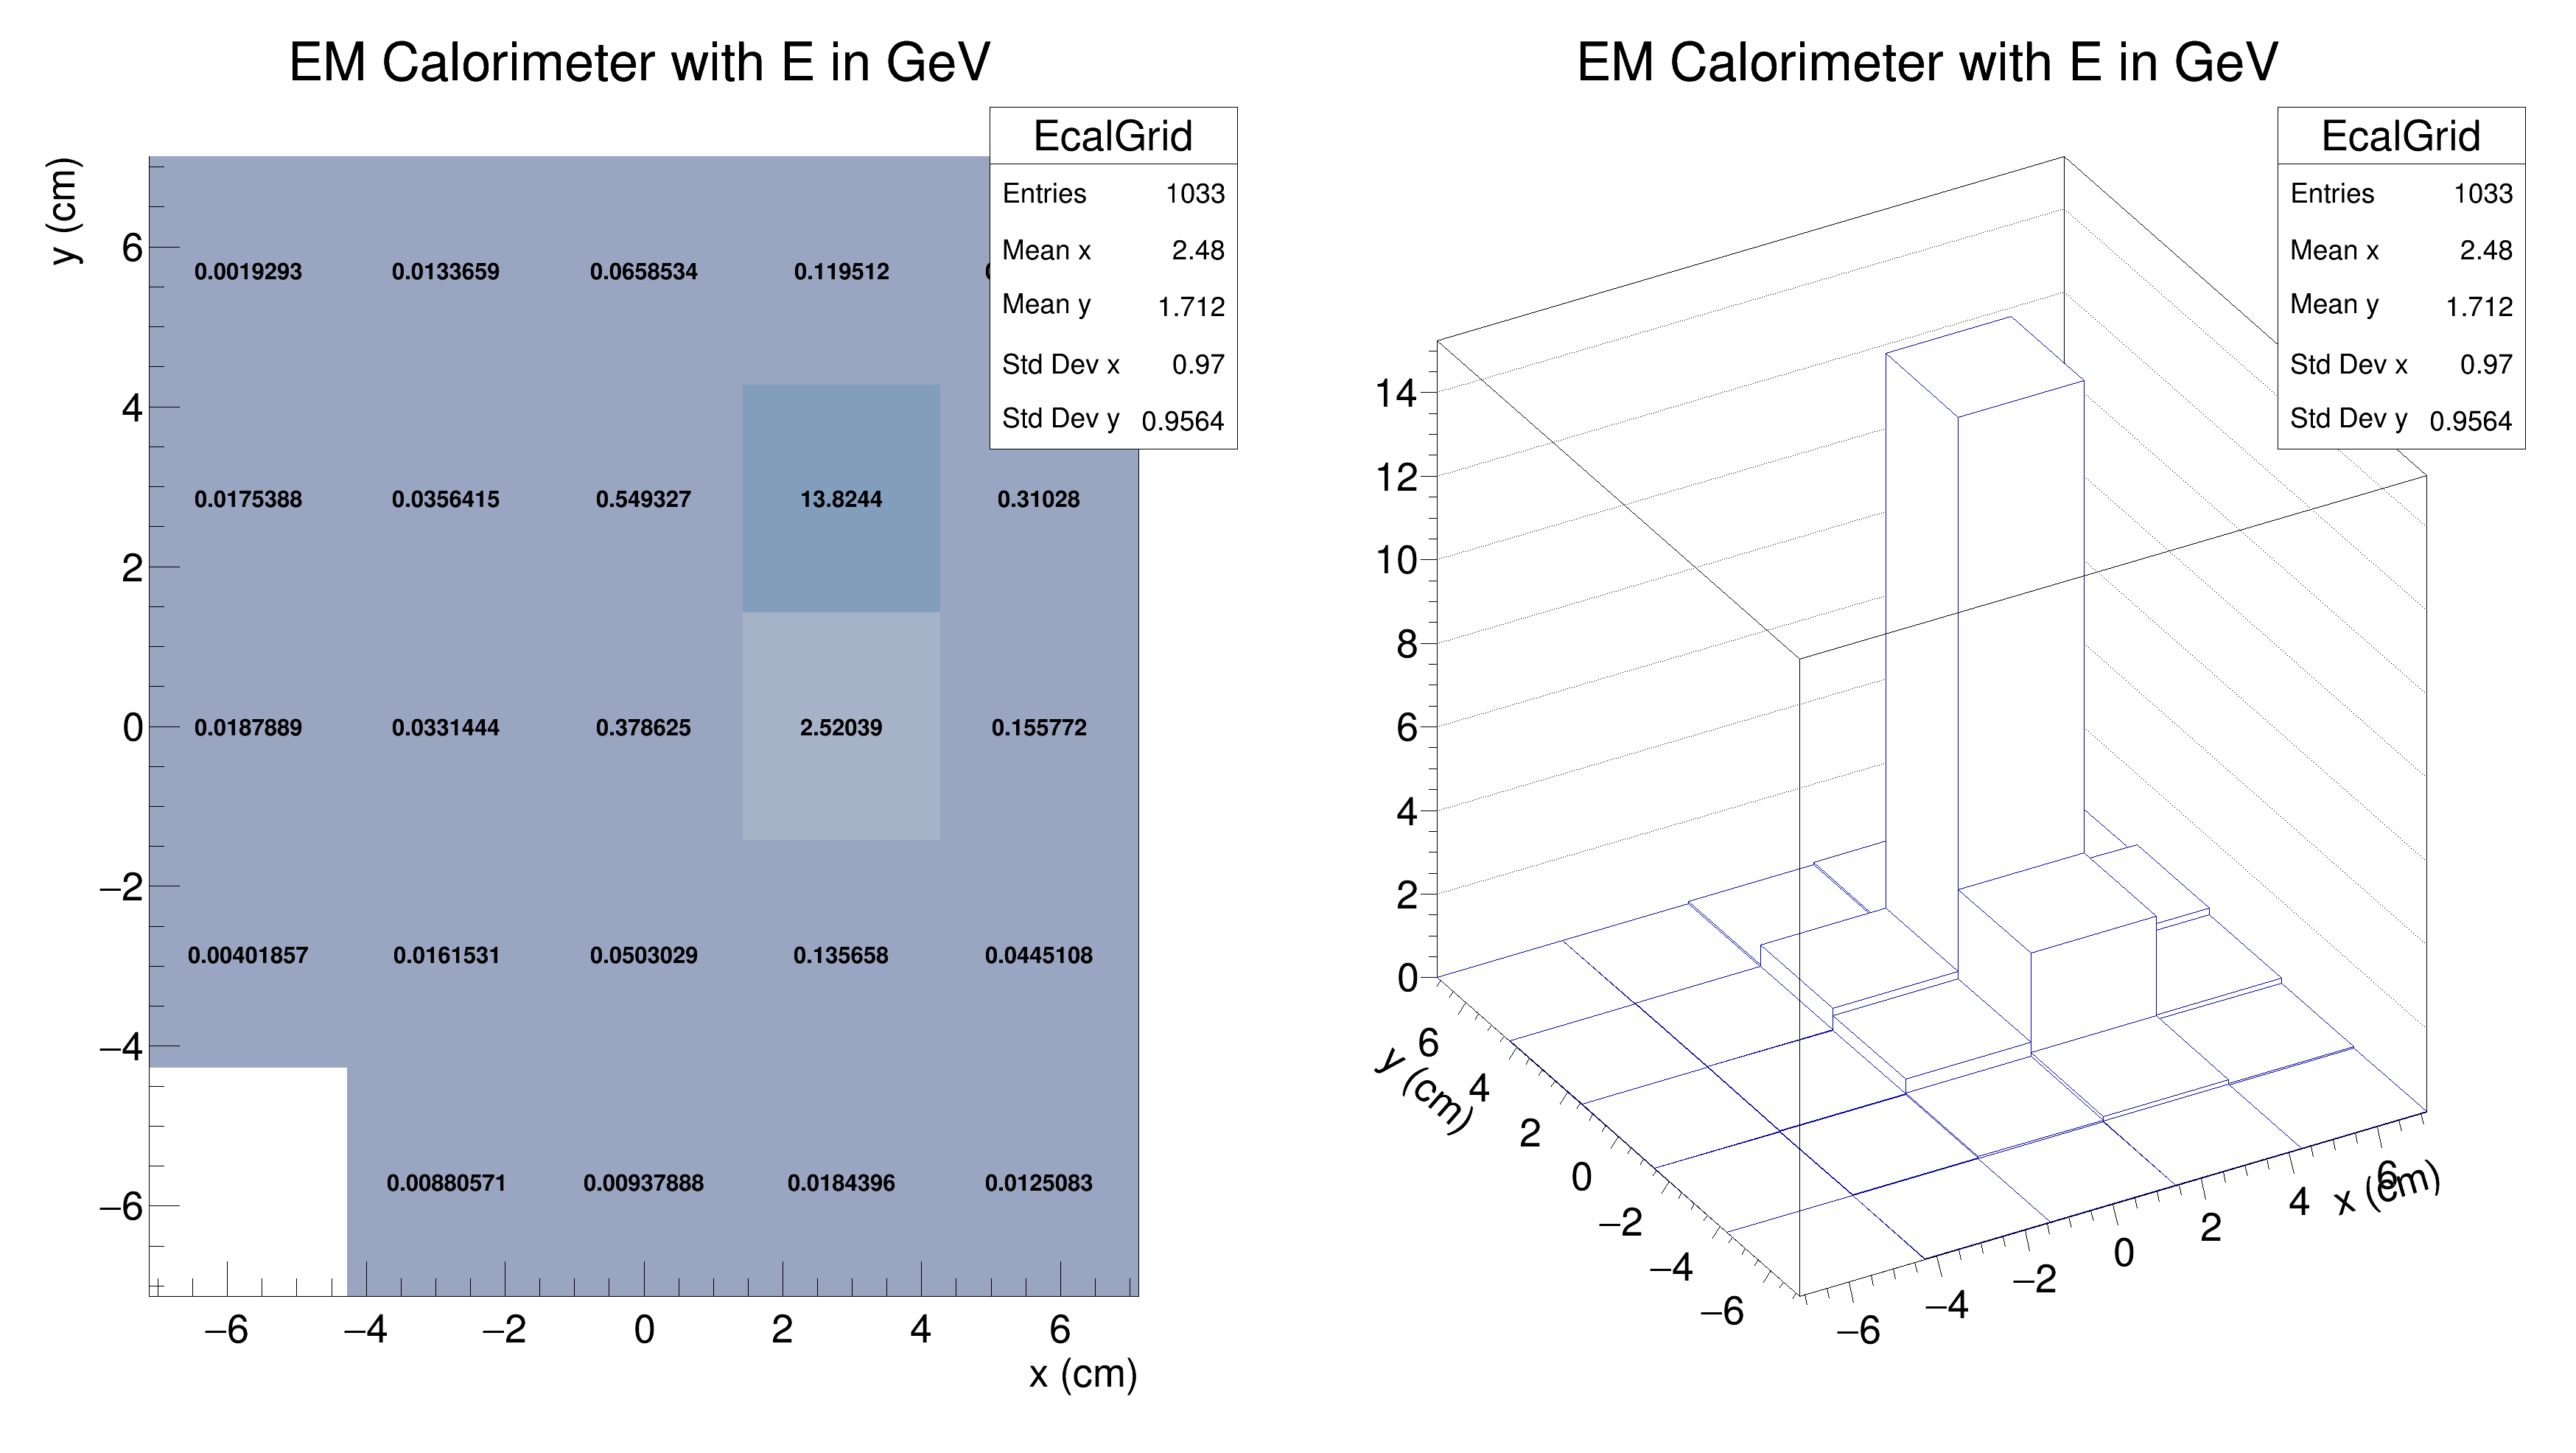 EM Calorimeter with E in GeV
EcalGrid
Entries 1033
Mean x 2.48
Mean y 1.712
Std Dev x 0.97
Std Dev y 0.9564
y (cm)
6
4
2
0
−2
−4
−6
0.0019293 0.0133659 0.0658534 0.119512
0.0175388 0.0356415 0.549327 13.8244 0.31028
0.0187889 0.0331444 0.378625 2.52039 0.155772
0.00401857 0.0161531 0.0503029 0.135658 0.0445108
0.00880571 0.00937888 0.0184396 0.0125083
−6 −4 −2 0 2 4 6
x (cm)
EM Calorimeter with E in GeV
EcalGrid
Entries 1033
Mean x 2.48
Mean y 1.712
Std Dev x 0.97
Std Dev y 0.9564
14
12
10
8
6
4
2
0
y (cm)
6
4
2
0
−2
−4
−6
−6 −4 −2 0 2 4 6
x (cm)